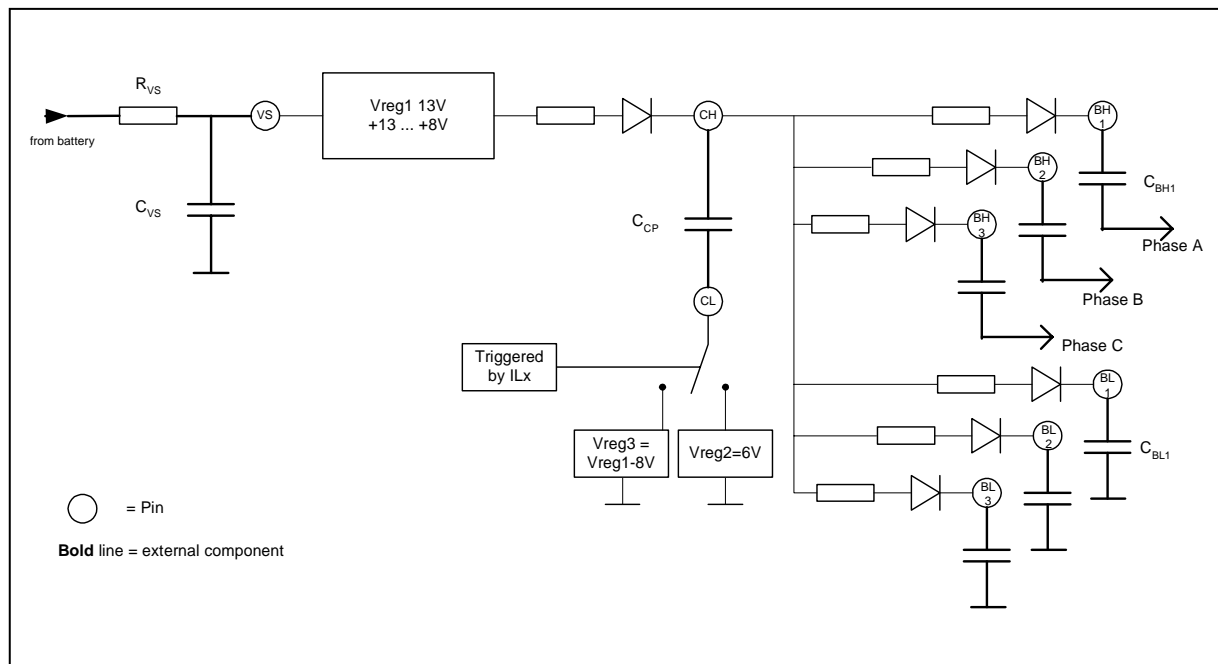 R_VS
from battery
VS
C_VS
Vreg1 13V
+13 ... +8V
CH
C_CP
CL
Triggered
by ILx
Vreg3 =
Vreg1-8V
Vreg2=6V
BH
1
C_BH1
Phase A
BH
2
Phase B
BH
3
Phase C
BL
1
C_BL1
BL
2
BL
3
= Pin
Bold line = external component